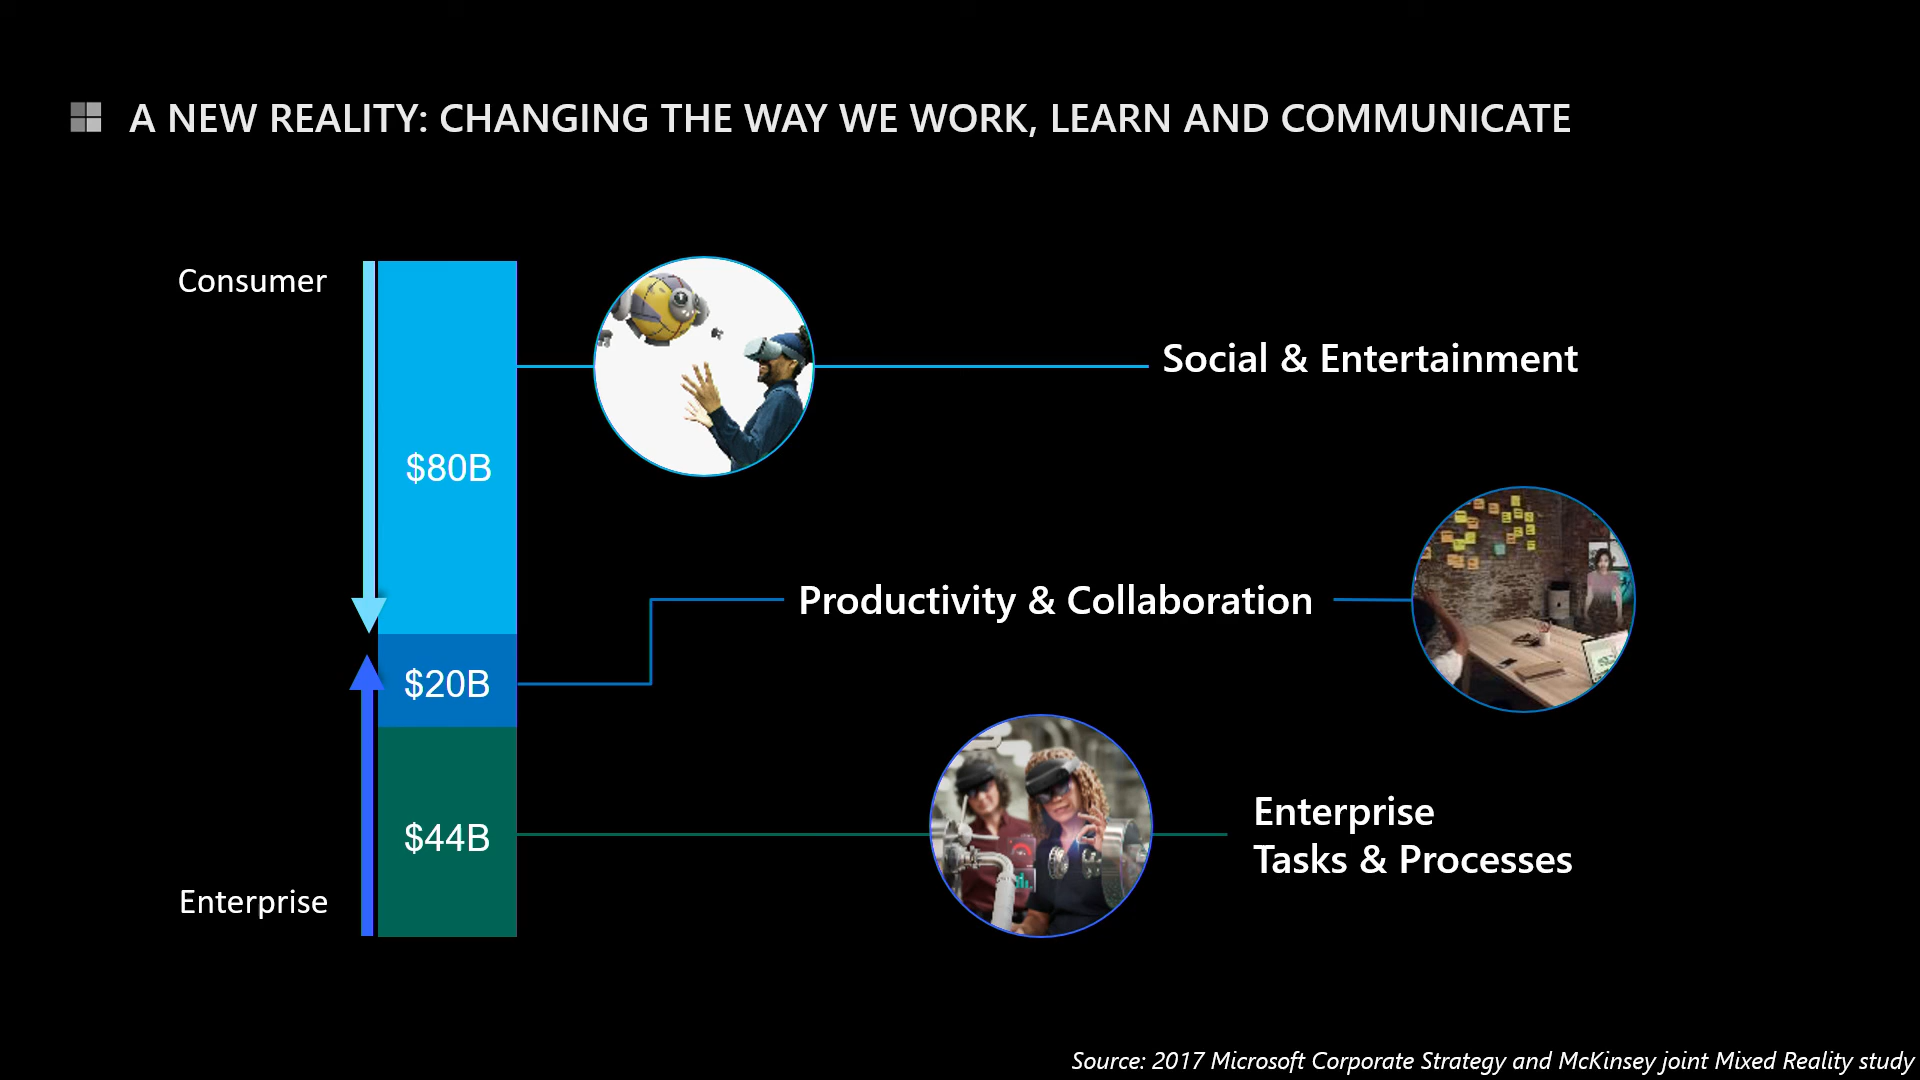 A NEW REALITY: CHANGING THE WAY WE WORK, LEARN AND COMMUNICATE
Consumer
Social & Entertainment
$80B
Productivity & Collaboration
$20B
Enterprise
Tasks & Processes
$44B
Enterprise
Source: 2017 Microsoft Corporate Strategy and McKinsey joint Mixed Reality study